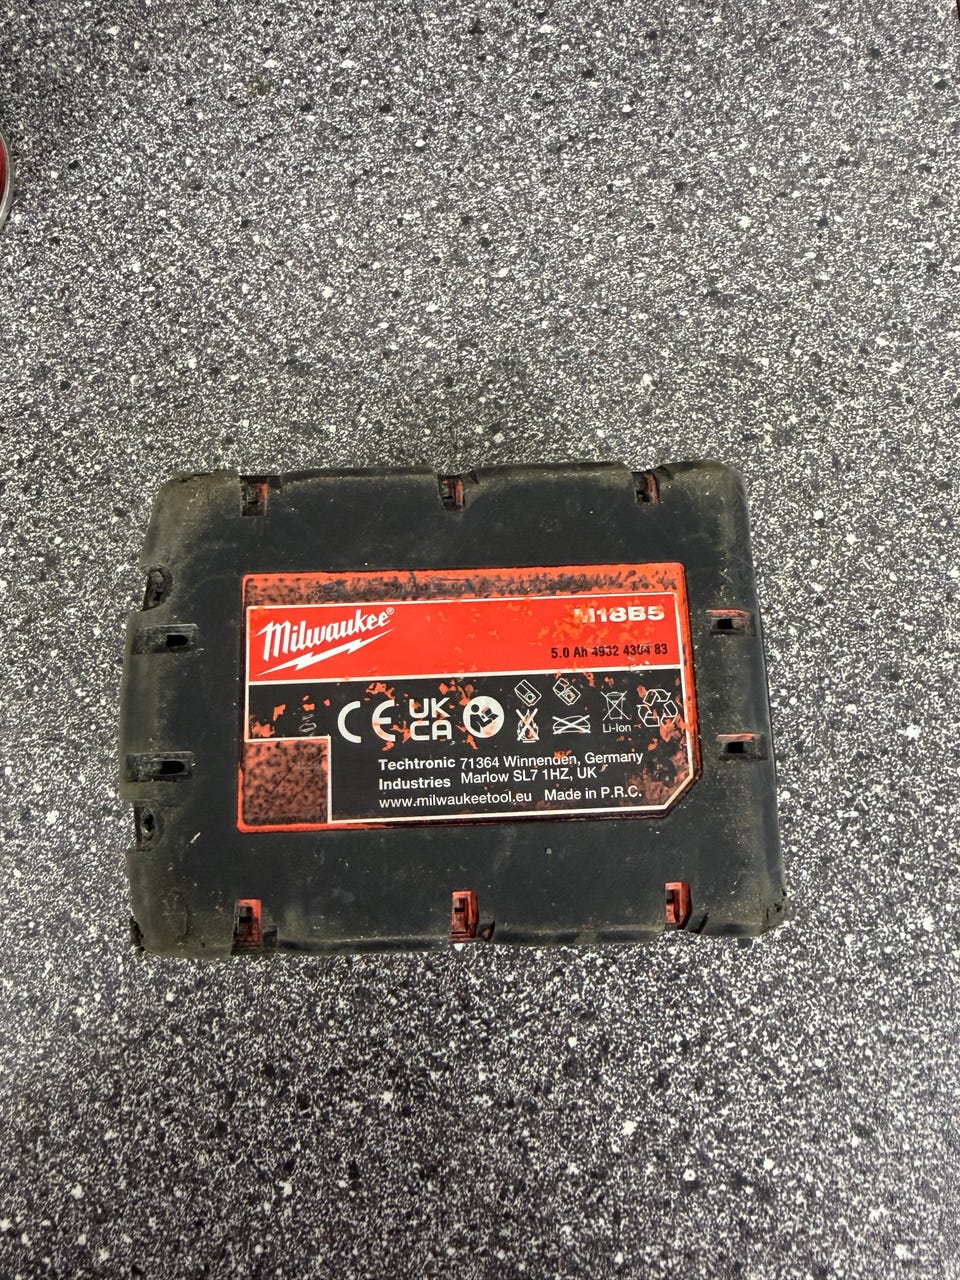 Milwaukee®
M18B5
5.0 Ah 4932 4304 83
CE UK CA
Li-Ion
Techtronic 71364 Winnenden, Germany
Industries Marlow SL7 1HZ, UK
www.milwaukeetool.eu Made in P.R.C.